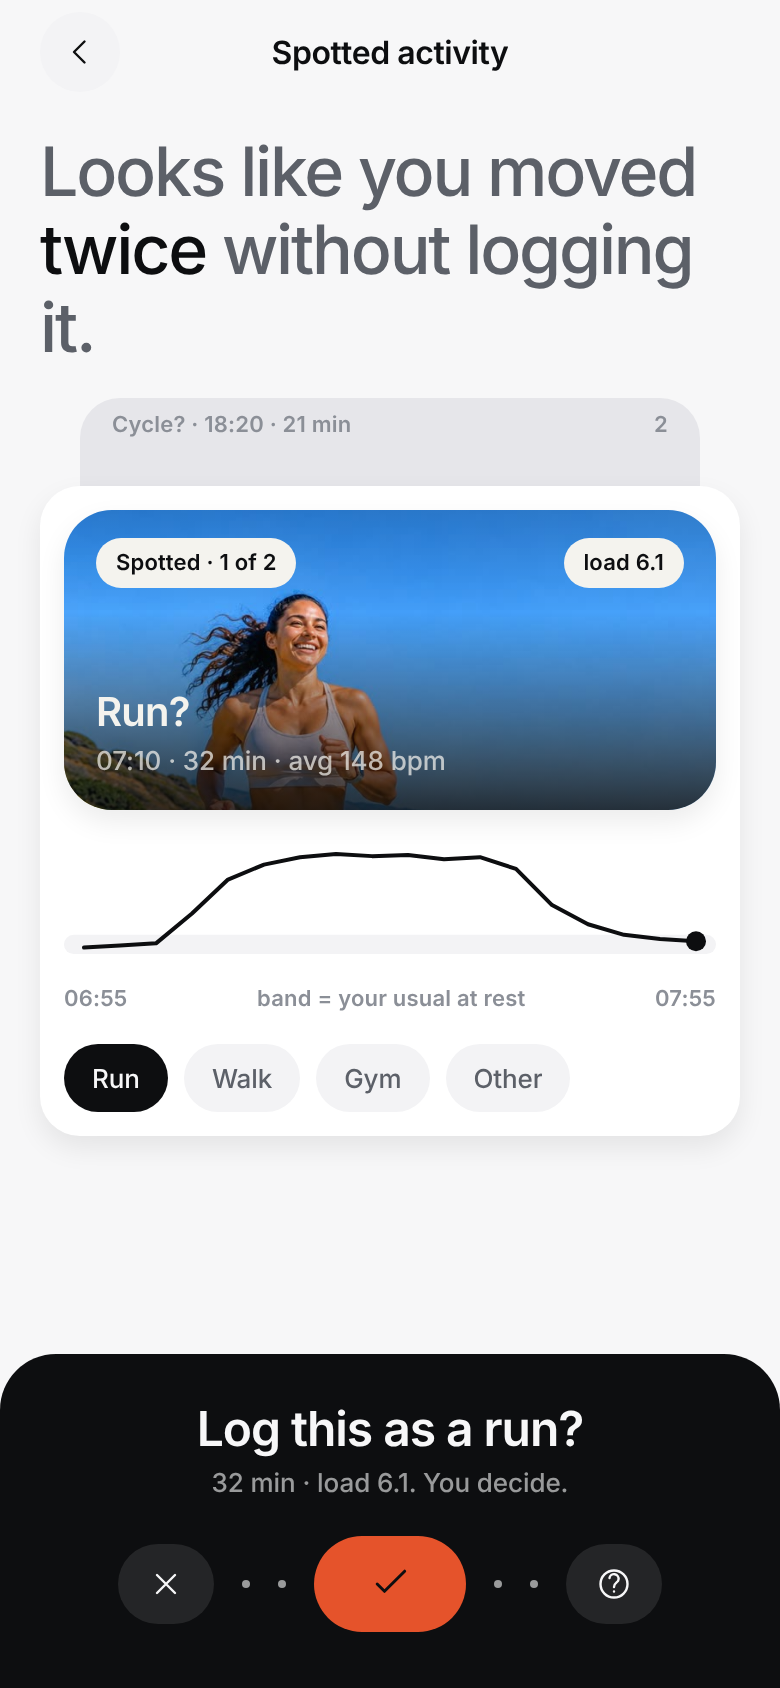 Spotted activity
Looks like you moved
twice without logging
it.
Cycle? · 18:20 · 21 min 2
Spotted · 1 of 2 load 6.1
Run?
07:10 · 32 min · avg 148 bpm
06:55 band = your usual at rest 07:55
Run Walk Gym Other
Log this as a run?
32 min · load 6.1. You decide.